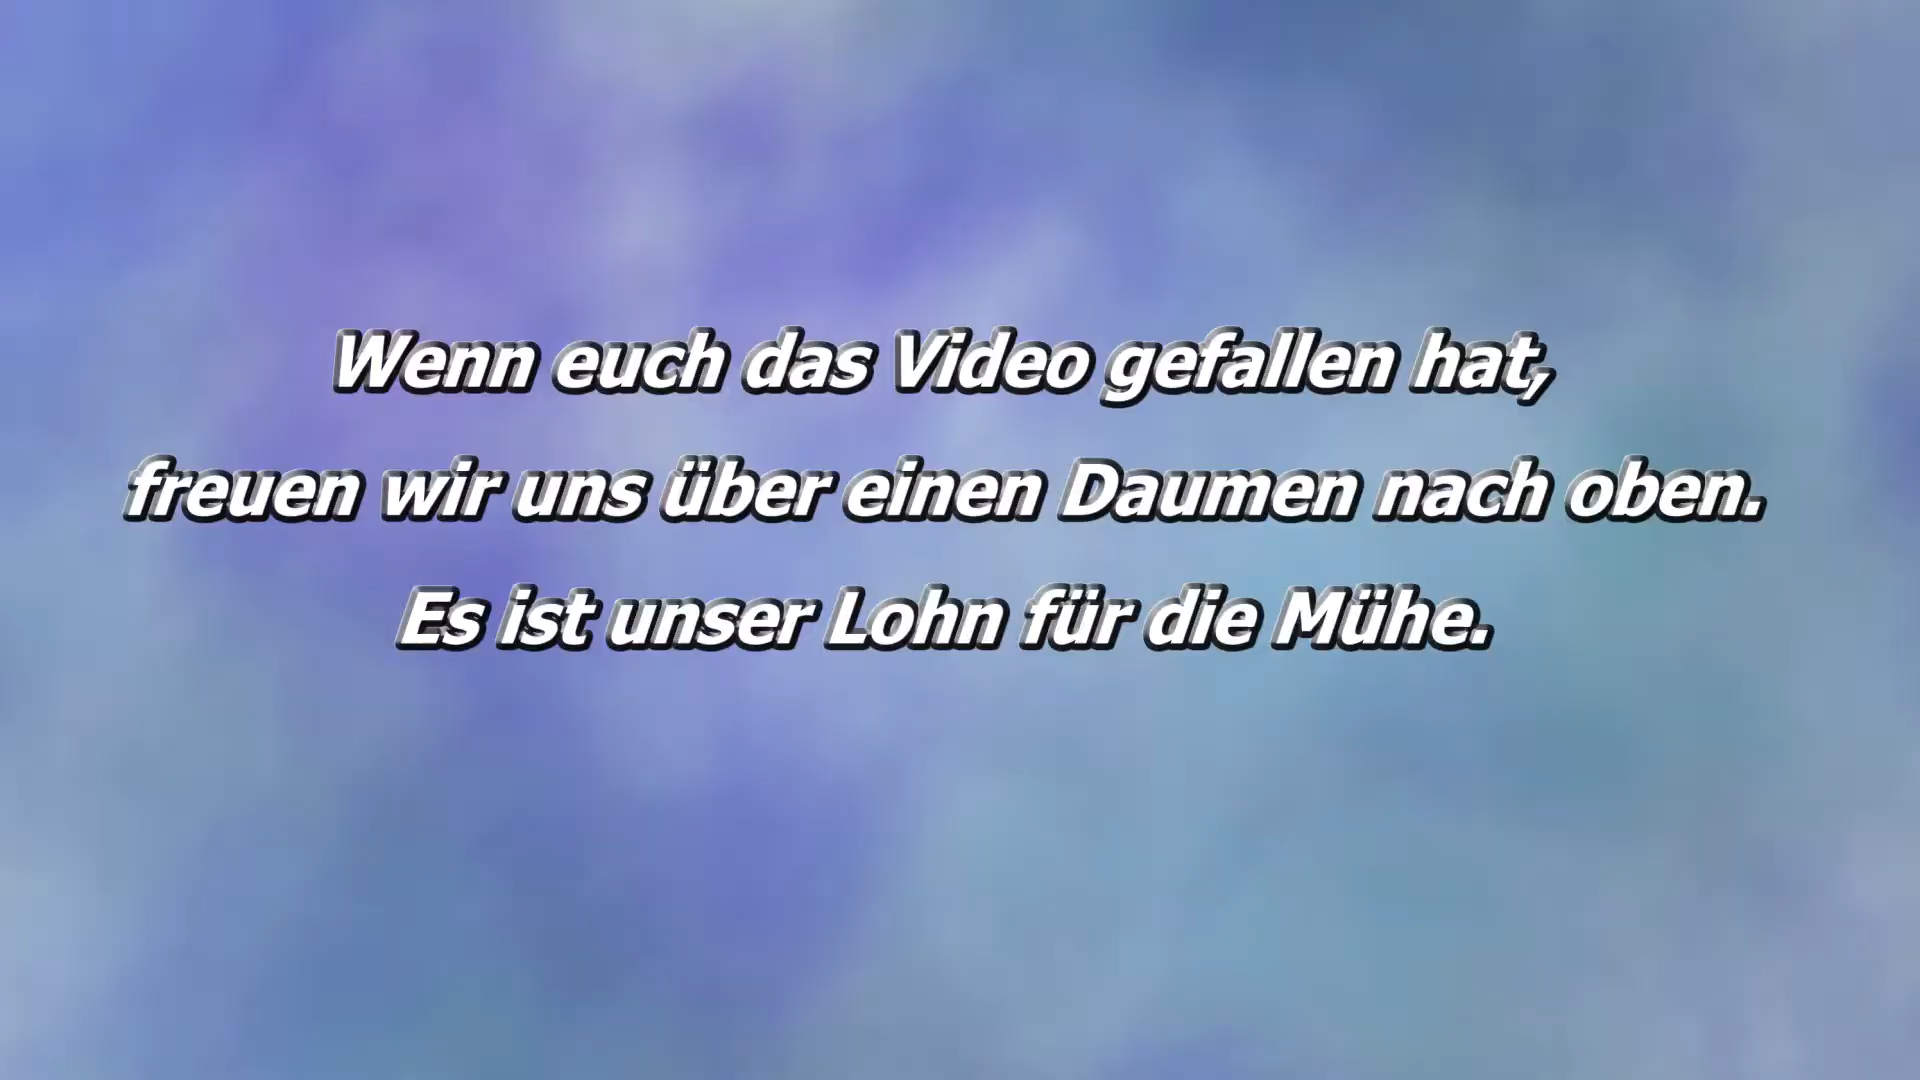 Wenn euch das Video gefallen hat,
freuen wir uns über einen Daumen nach oben.
Es ist unser Lohn für die Mühe.